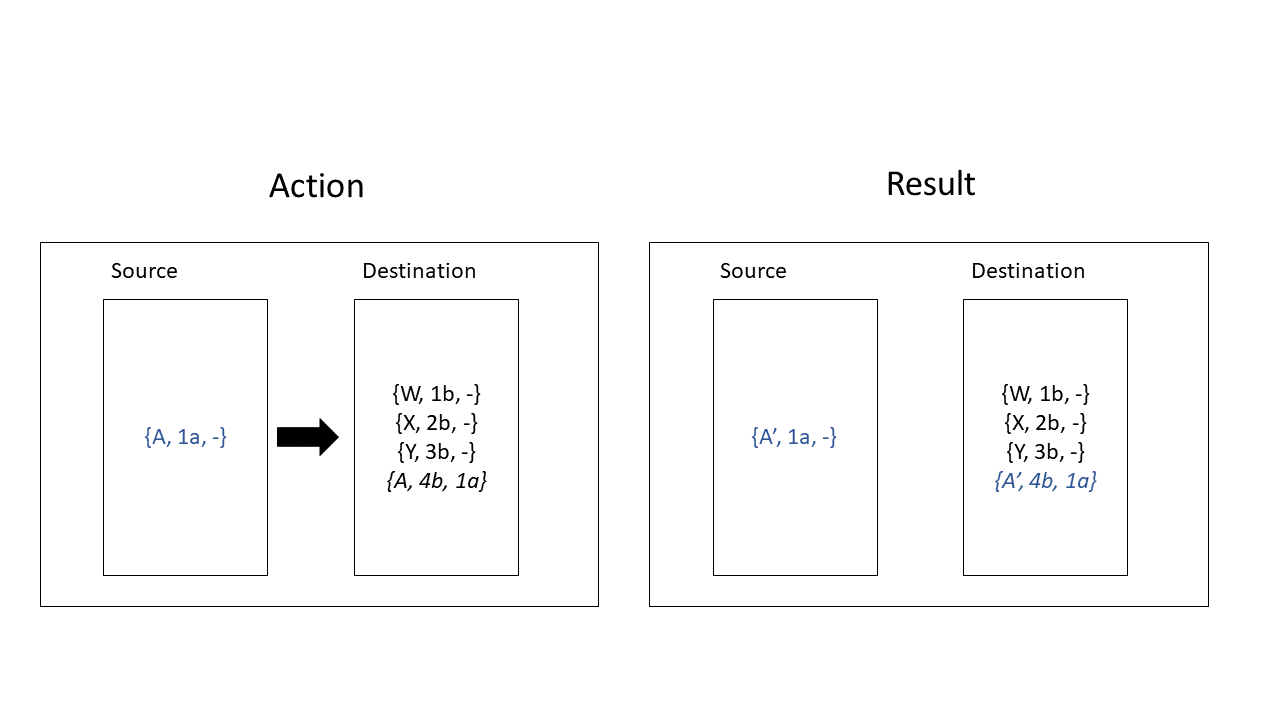 Action
Source
Destination
{A, 1a, -}
{W, 1b, -}
{X, 2b, -}
{Y, 3b, -}
{A, 4b, 1a}
Result
Source
Destination
{A’, 1a, -}
{W, 1b, -}
{X, 2b, -}
{Y, 3b, -}
{A’, 4b, 1a}